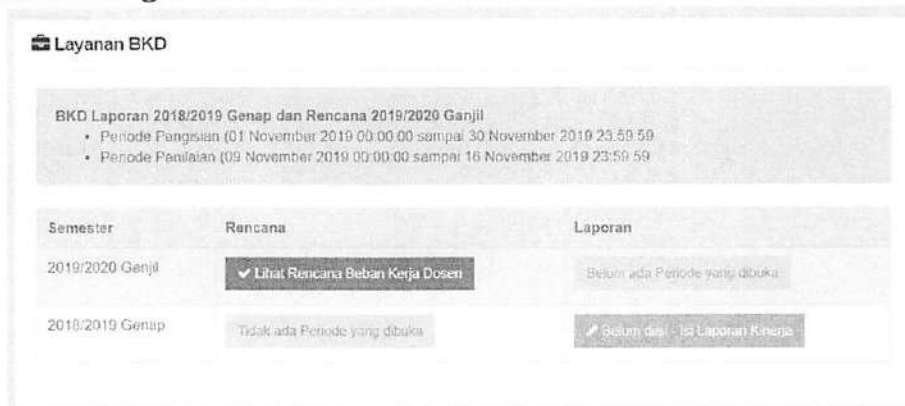 Layanan BKD
BKD Laporan 2018/2019 Genap dan Rencana 2019/2020 Ganjil
• Periode Pengisian (01 November 2019 00:00:00 sampai 30 November 2019 23:59:59
• Periode Penilaian (09 November 2019 00:00:00 sampai 16 November 2019 23:59:59
Semester Rencana Laporan
2019/2020 Ganjil Lihat Rencana Beban Kerja Dosen Belum ada Periode yang dibuka
2018/2019 Genap Tidak ada Periode yang dibuka Belum diisi - Isi Laporan Kinerja